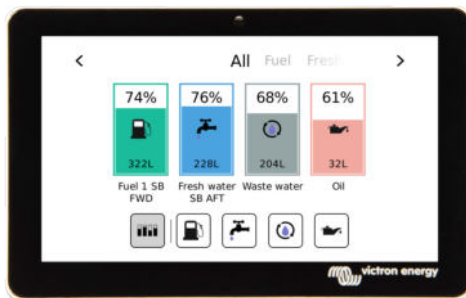 All Fuel Fresh
74% 76% 68% 61%
322L 228L 204L 32L
Fuel 1 SB FWD
Fresh water SB AFT
Waste water
Oil
victron energy